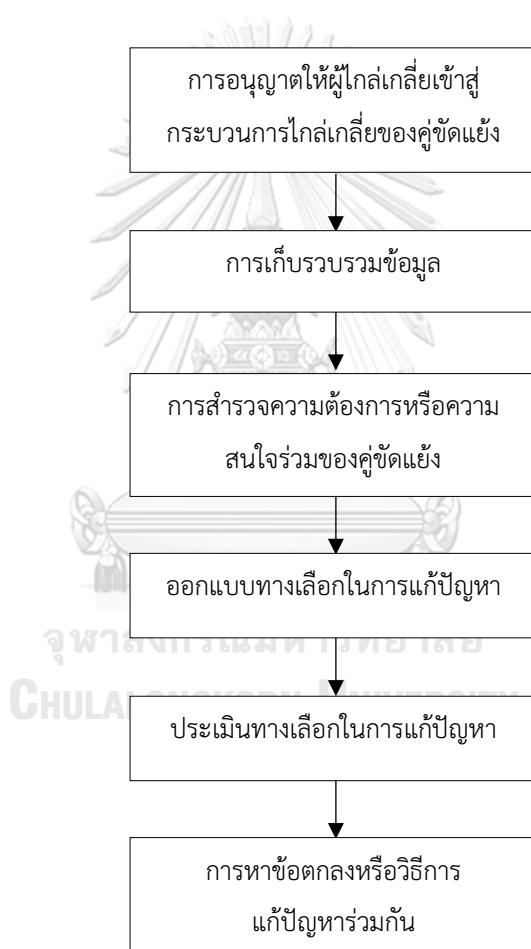 การอนุญาตให้ผู้ไกล่เกลี่ยเข้าสู่
กระบวนการไกล่เกลี่ยของคู่ขัดแย้ง
การเก็บรวบรวมข้อมูล
การสำรวจความต้องการหรือความ
สนใจร่วมของคู่ขัดแย้ง
ออกแบบทางเลือกในการแก้ปัญหา
ประเมินทางเลือกในการแก้ปัญหา
การหาข้อตกลงหรือวิธีการ
แก้ปัญหาร่วมกัน